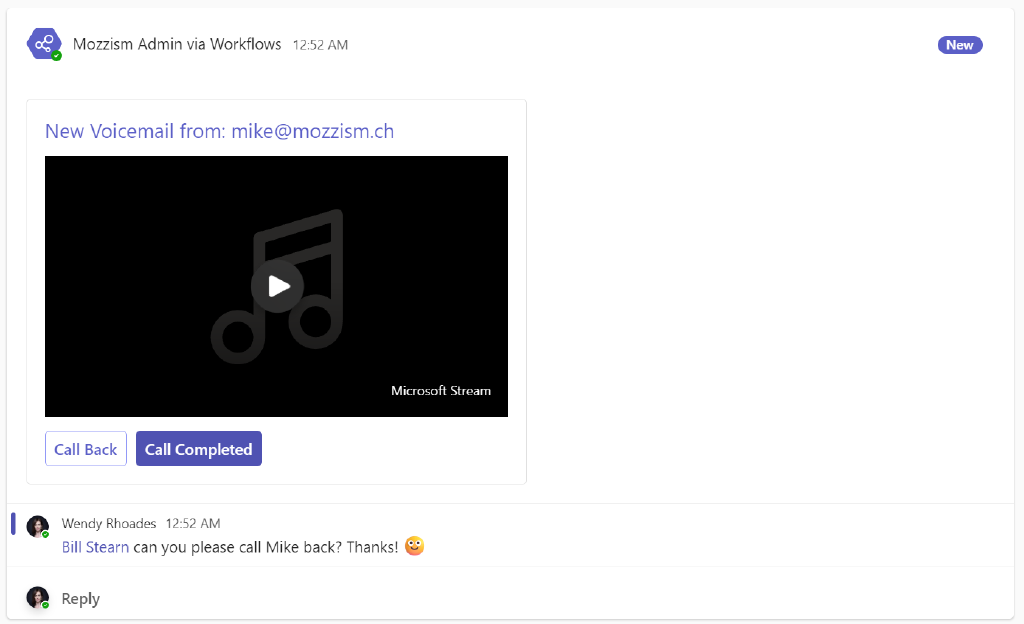 Mozzism Admin via Workflows 12:52 AM
New
New Voicemail from: mike@mozzism.ch
Microsoft Stream
Call Back Call Completed
Wendy Rhoades 12:52 AM
Bill Stearn can you please call Mike back? Thanks!
Reply